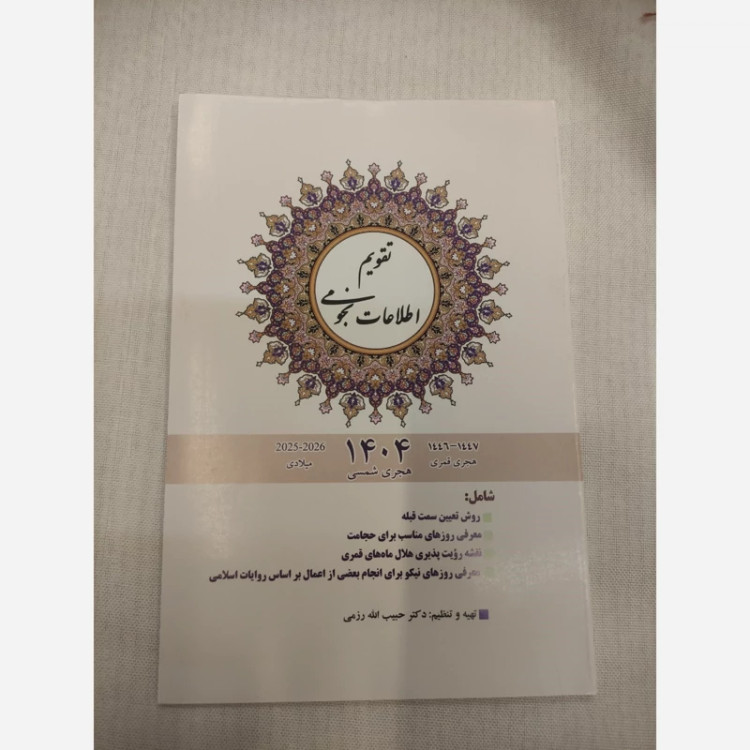 تقویم
اطلاعات نجومی
۱۴۴۶-۱۴۴۷ ۱۴۰۴ 2025-2026
هجری قمری هجری شمسی میلادی
شامل:
روش تعیین سمت قبله
معرفی روزهای مناسب برای حجامت
نقشه رؤیت پذیری هلال ماه‌های قمری
معرفی روزهای نیکو برای انجام بعضی از اعمال بر اساس روایات اسلامی
تهیه و تنظیم: دکتر حبیب الله رزمی